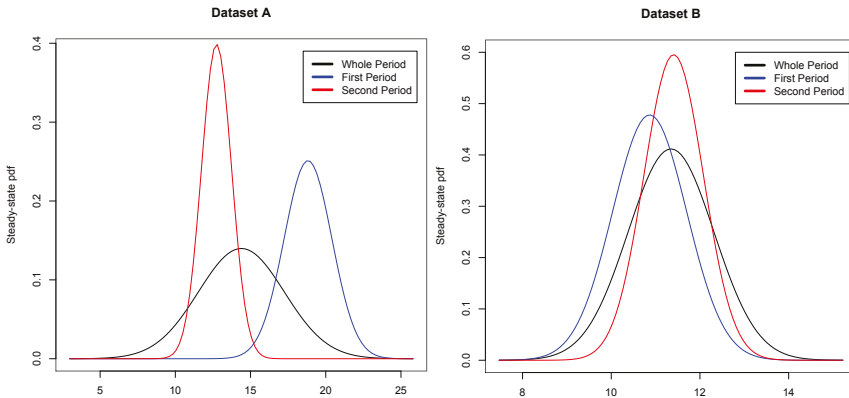 Dataset A
Steady-state pdf
0.4
0.3
0.2
0.1
0.0
Whole Period
First Period
Second Period
5
10
15
20
25
Dataset B
Steady-state pdf
0.6
0.5
0.4
0.3
0.2
0.1
0.0
Whole Period
First Period
Second Period
8
10
12
14